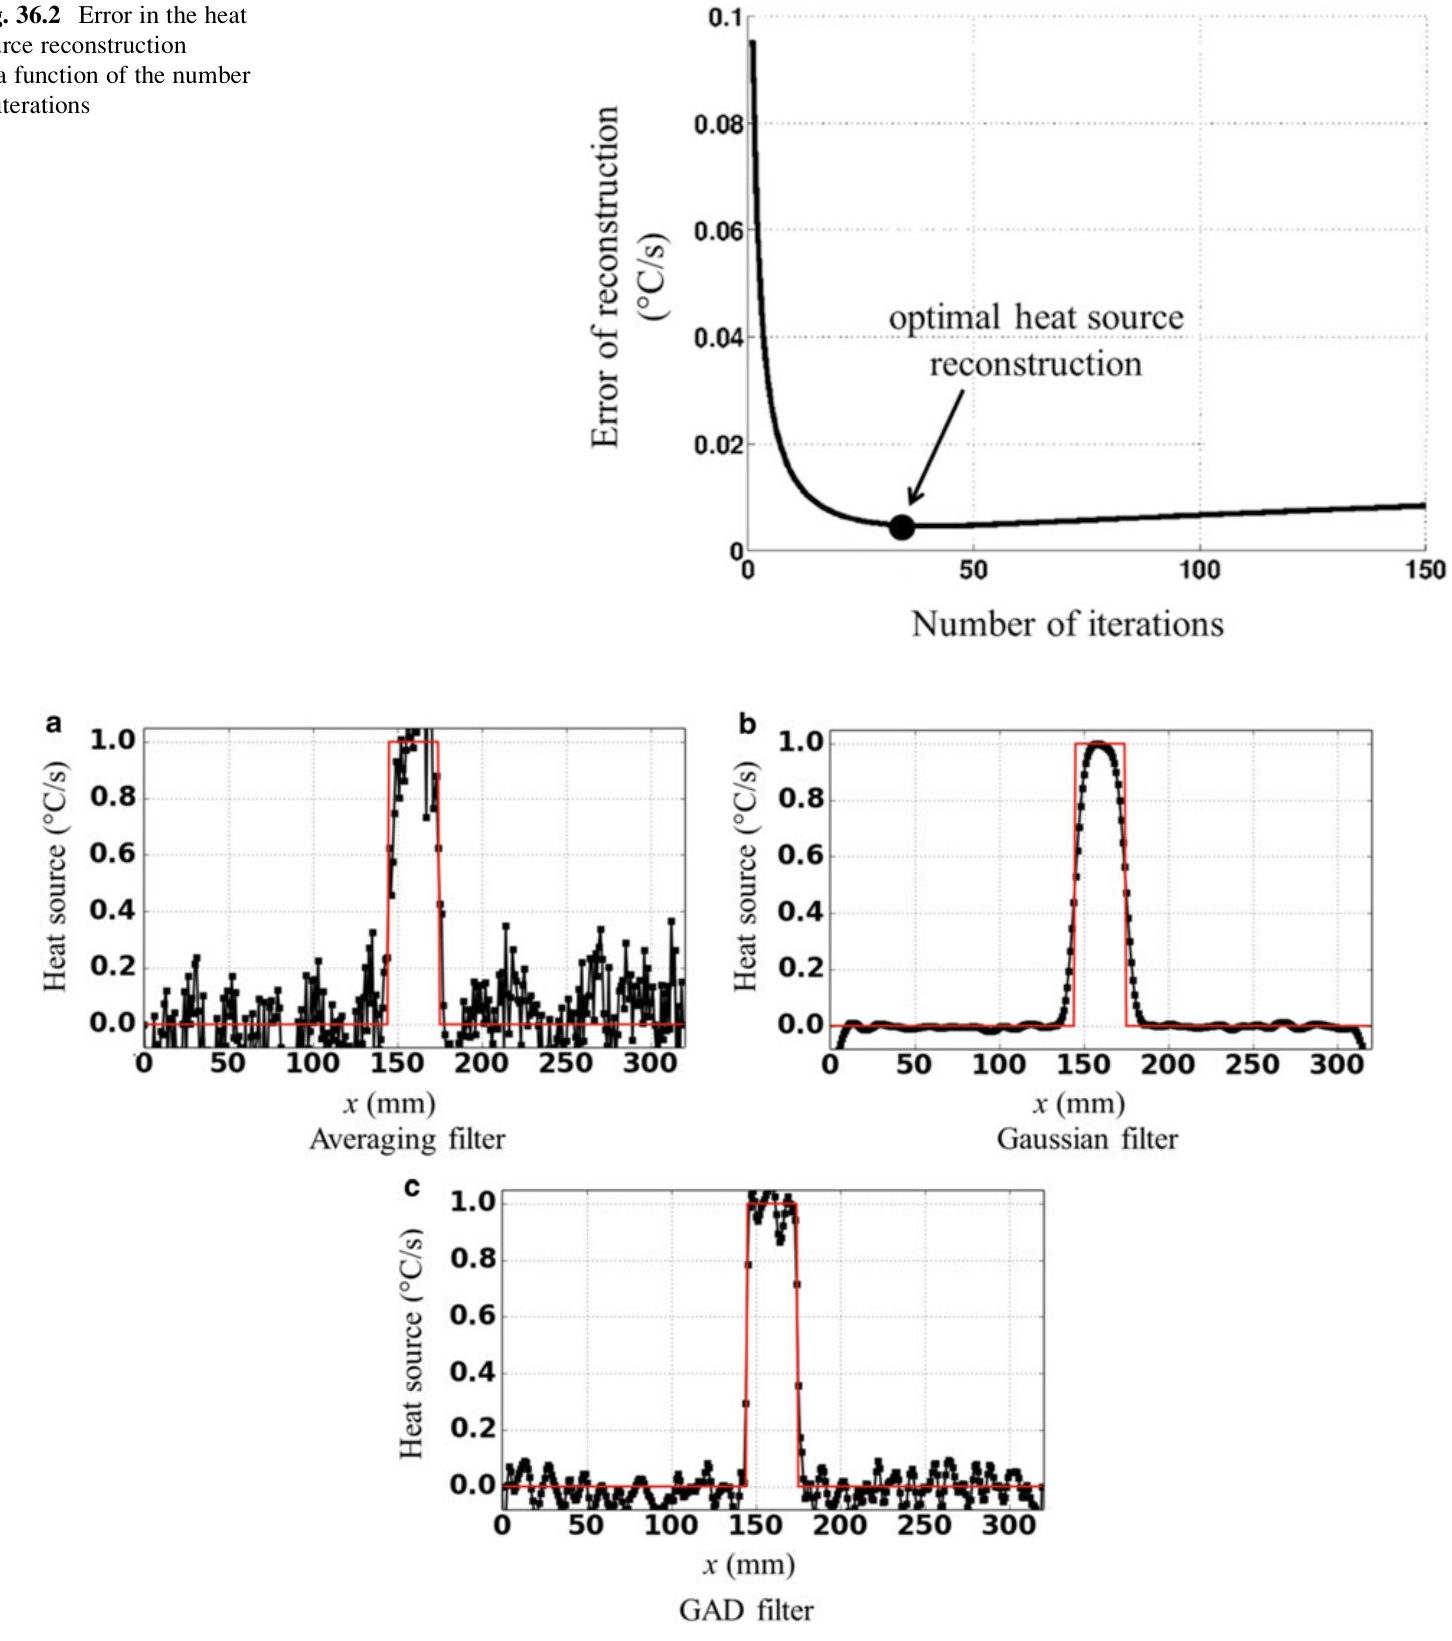 g. 36.2 Error in the heat
rce reconstruction
a function of the number
iterations
0.1
0.08
0.06
0.04
0.02
0
0 50 100 150
Error of reconstruction
(°C/s)
optimal heat source
reconstruction
Number of iterations
a
1.0
0.8
0.6
0.4
0.2
0.0
0 50 100 150 200 250 300
Heat source (°C/s)
x (mm)
Averaging filter
b
1.0
0.8
0.6
0.4
0.2
0.0
0 50 100 150 200 250 300
Heat source (°C/s)
x (mm)
Gaussian filter
c
1.0
0.8
0.6
0.4
0.2
0.0
0 50 100 150 200 250 300
Heat source (°C/s)
x (mm)
GAD filter